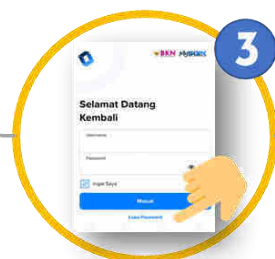 3
BKN
Selamat Datang
Kembali
Username
Password
Ingat Saya
Masuk
Lupa Password